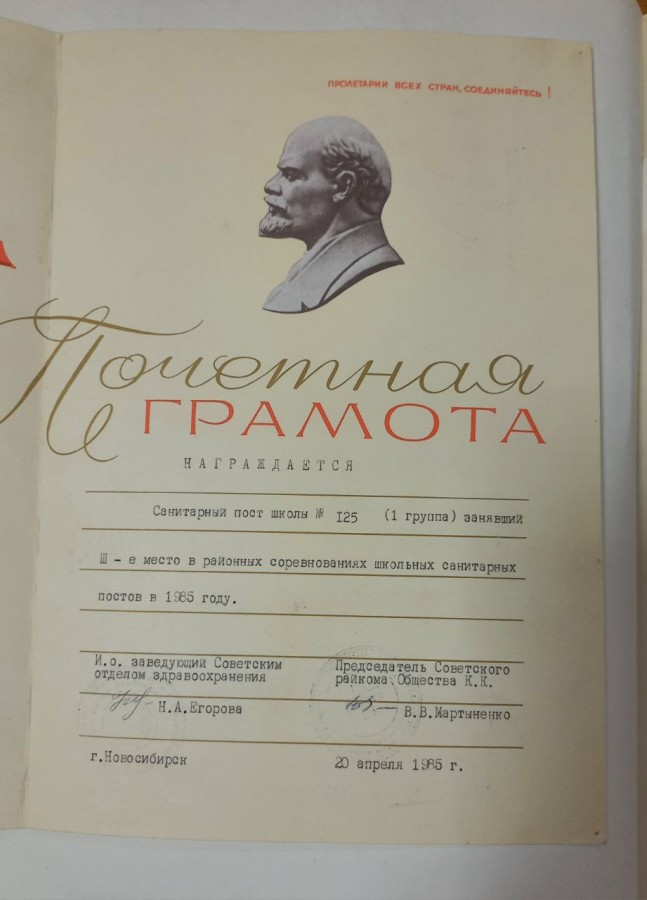 ПРОЛЕТАРИИ ВСЕХ СТРАН, СОЕДИНЯЙТЕСЬ!
Почетная
ГРАМОТА
НАГРАЖДАЕТСЯ
Санитарный пост школы № I25 (1 группа) занявший
Ш - е место в районных соревнованиях школьных санитарных
постов в 1985 году.
И.о. заведующий Советским
отделом здравоохранения
Н.А.Егорова
Председатель Советского
райкома Общества К.К.
В.В.Мартыненко
г.Новосибирск
20 апреля 1985 г.